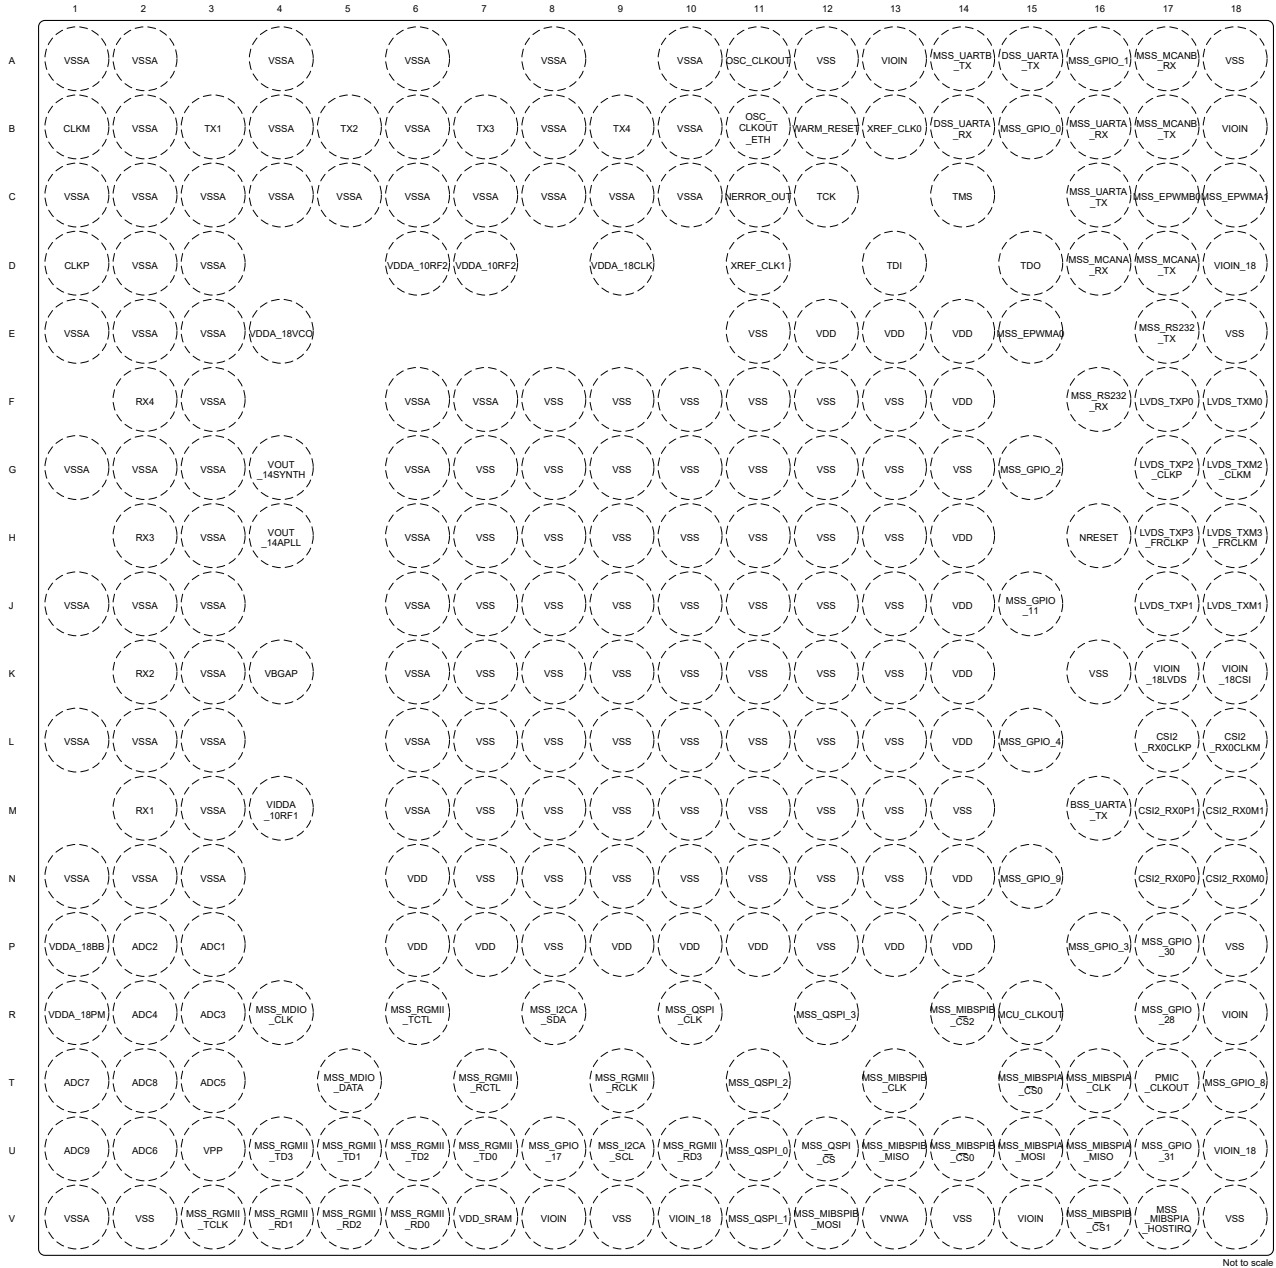 1 2 3 4 5 6 7 8 9 10 11 12 13 14 15 16 17 18
A VSSA VSSA VSSA VSSA VSSA VSSA OSC_CLKOUT VSS VIOIN MSS_UARTB _TX DSS_UARTA _TX MSS_GPIO_1 MSS_MCANB _RX VSS
B CLKM VSSA TX1 VSSA TX2 VSSA TX3 VSSA TX4 VSSA OSC_ CLKOUT _ETH WARM_RESET XREF_CLK0 DSS_UARTA _RX MSS_GPIO_0 MSS_UARTA _RX MSS_MCANB _TX VIOIN
C VSSA VSSA VSSA VSSA VSSA VSSA VSSA VSSA VSSA VSSA NERROR_OUT TCK TMS MSS_UARTA _TX MSS_EPWMB0 MSS_EPWMA1
D CLKP VSSA VSSA VDDA_10RF2 VDDA_10RF2 VDDA_18CLK XREF_CLK1 TDI TDO MSS_MCANA _RX MSS_MCANA _TX VIOIN_18
E VSSA VSSA VSSA VDDA_18VCO VSS VDD VDD VDD MSS_EPWMA0 MSS_RS232 _TX VSS
F RX4 VSSA VSSA VSSA VSS VSS VSS VSS VSS VSS VDD MSS_RS232 _RX LVDS_TXP0 LVDS_TXM0
G VSSA VSSA VSSA VOUT _14SYNTH VSSA VSS VSS VSS VSS VSS VSS VSS VSS MSS_GPIO_2 LVDS_TXP2 _CLKP LVDS_TXM2 _CLKM
H RX3 VSSA VOUT _14APLL VSSA VSS VSS VSS VSS VSS VSS VSS VDD NRESET LVDS_TXP3 _FRCLKP LVDS_TXM3 _FRCLKM
J VSSA VSSA VSSA VSSA VSS VSS VSS VSS VSS VSS VSS VDD MSS_GPIO _11 LVDS_TXP1 LVDS_TXM1
K RX2 VSSA VBGAP VSSA VSS VSS VSS VSS VSS VSS VSS VDD VSS VIOIN _18LVDS VIOIN _18CSI
L VSSA VSSA VSSA VSSA VSS VSS VSS VSS VSS VSS VSS VDD MSS_GPIO_4 CSI2 _RX0CLKP CSI2 _RX0CLKM
M RX1 VSSA VIDDA _10RF1 VSSA VSS VSS VSS VSS VSS VSS VSS VSS BSS_UARTA _TX CSI2_RX0P1 CSI2_RX0M1
N VSSA VSSA VSSA VDD VSS VSS VSS VSS VSS VSS VSS VDD MSS_GPIO_9 CSI2_RX0P0 CSI2_RX0M0
P VDDA_18BB ADC2 ADC1 VDD VDD VSS VDD VDD VDD VSS VDD VDD MSS_GPIO_3 MSS_GPIO _30 VSS
R VDDA_18PM ADC4 ADC3 MSS_MDIO _CLK MSS_RGMII _TCTL MSS_I2CA _SDA MSS_QSPI _CLK MSS_QSPI_3 MSS_MIBSPIB _CS2 MCU_CLKOUT MSS_GPIO _28 VIOIN
T ADC7 ADC8 ADC5 MSS_MDIO _DATA MSS_RGMII _RCTL MSS_RGMII _RCLK MSS_QSPI_2 MSS_MIBSPIB _CLK MSS_MIBSPIA _CS0 MSS_MIBSPIA _CLK PMIC _CLKOUT MSS_GPIO_8
U ADC9 ADC6 VPP MSS_RGMII _TD3 MSS_RGMII _TD1 MSS_RGMII _TD2 MSS_RGMII _TD0 MSS_GPIO _17 MSS_I2CA _SCL MSS_RGMII _RD3 MSS_QSPI_0 MSS_QSPI _CS MSS_MIBSPIB _MISO MSS_MIBSPIB _CS0 MSS_MIBSPIA _MOSI MSS_MIBSPIA _MISO MSS_GPIO _31 VIOIN_18
V VSSA VSS MSS_RGMII _TCLK MSS_RGMII _RD1 MSS_RGMII _RD2 MSS_RGMII _RD0 VDD_SRAM VIOIN VSS VIOIN_18 MSS_QSPI_1 MSS_MIBSPIB _MOSI VNWA VSS VIOIN MSS_MIBSPIB _CS1 MSS _MIBSPIA _HOSTIRQ VSS
Not to scale